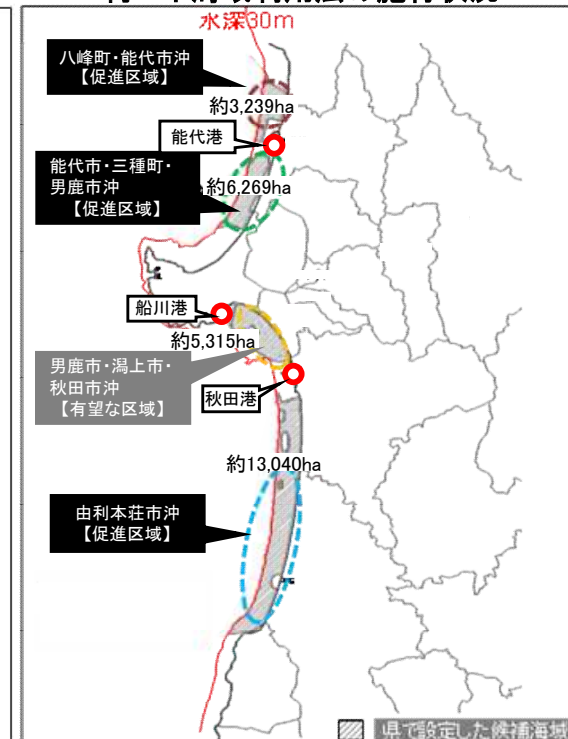 水深30m
八峰町・能代市沖
【促進区域】
約3,239ha
能代港
能代市・三種町・
男鹿市沖
【促進区域】
約6,269ha
船川港
約5,315ha
男鹿市・潟上市・
秋田市沖
【有望な区域】
秋田港
約13,040ha
由利本荘市沖
【促進区域】
県で設定した候補海域